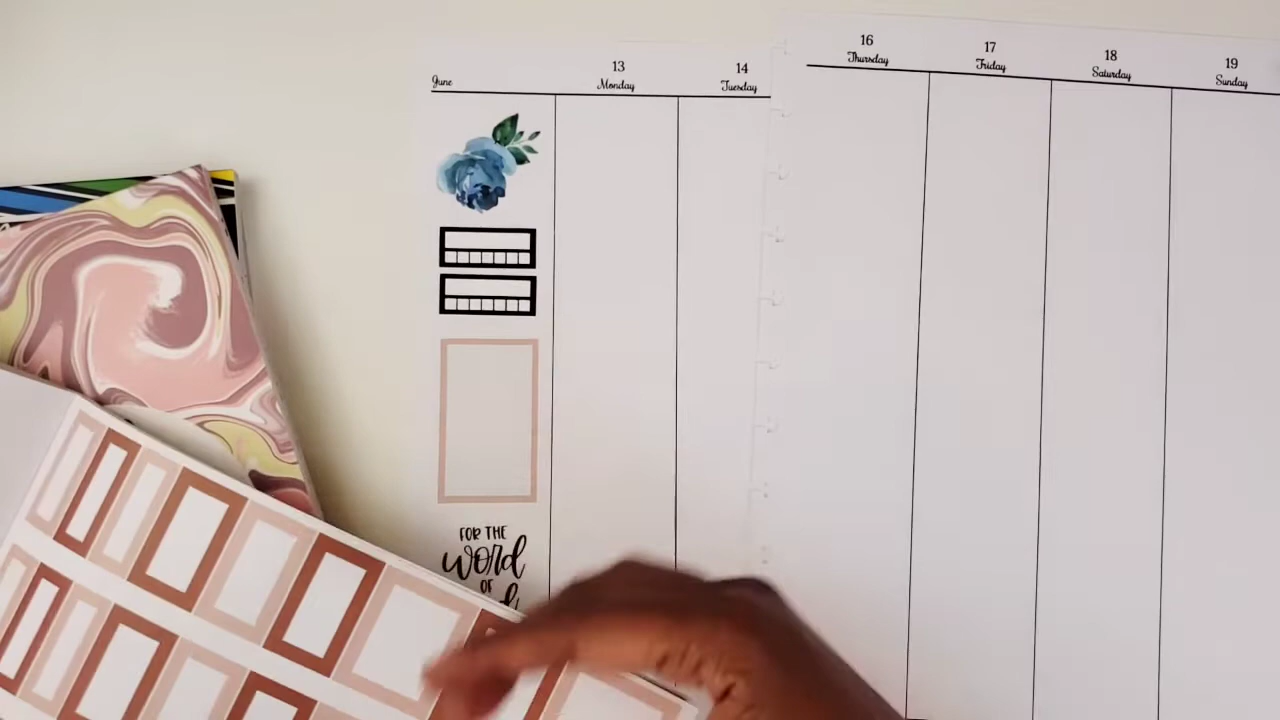 June
13
Monday
14
Tuesday
16
Thursday
17
Friday
18
Saturday
19
Sunday
FOR THE
word
OF